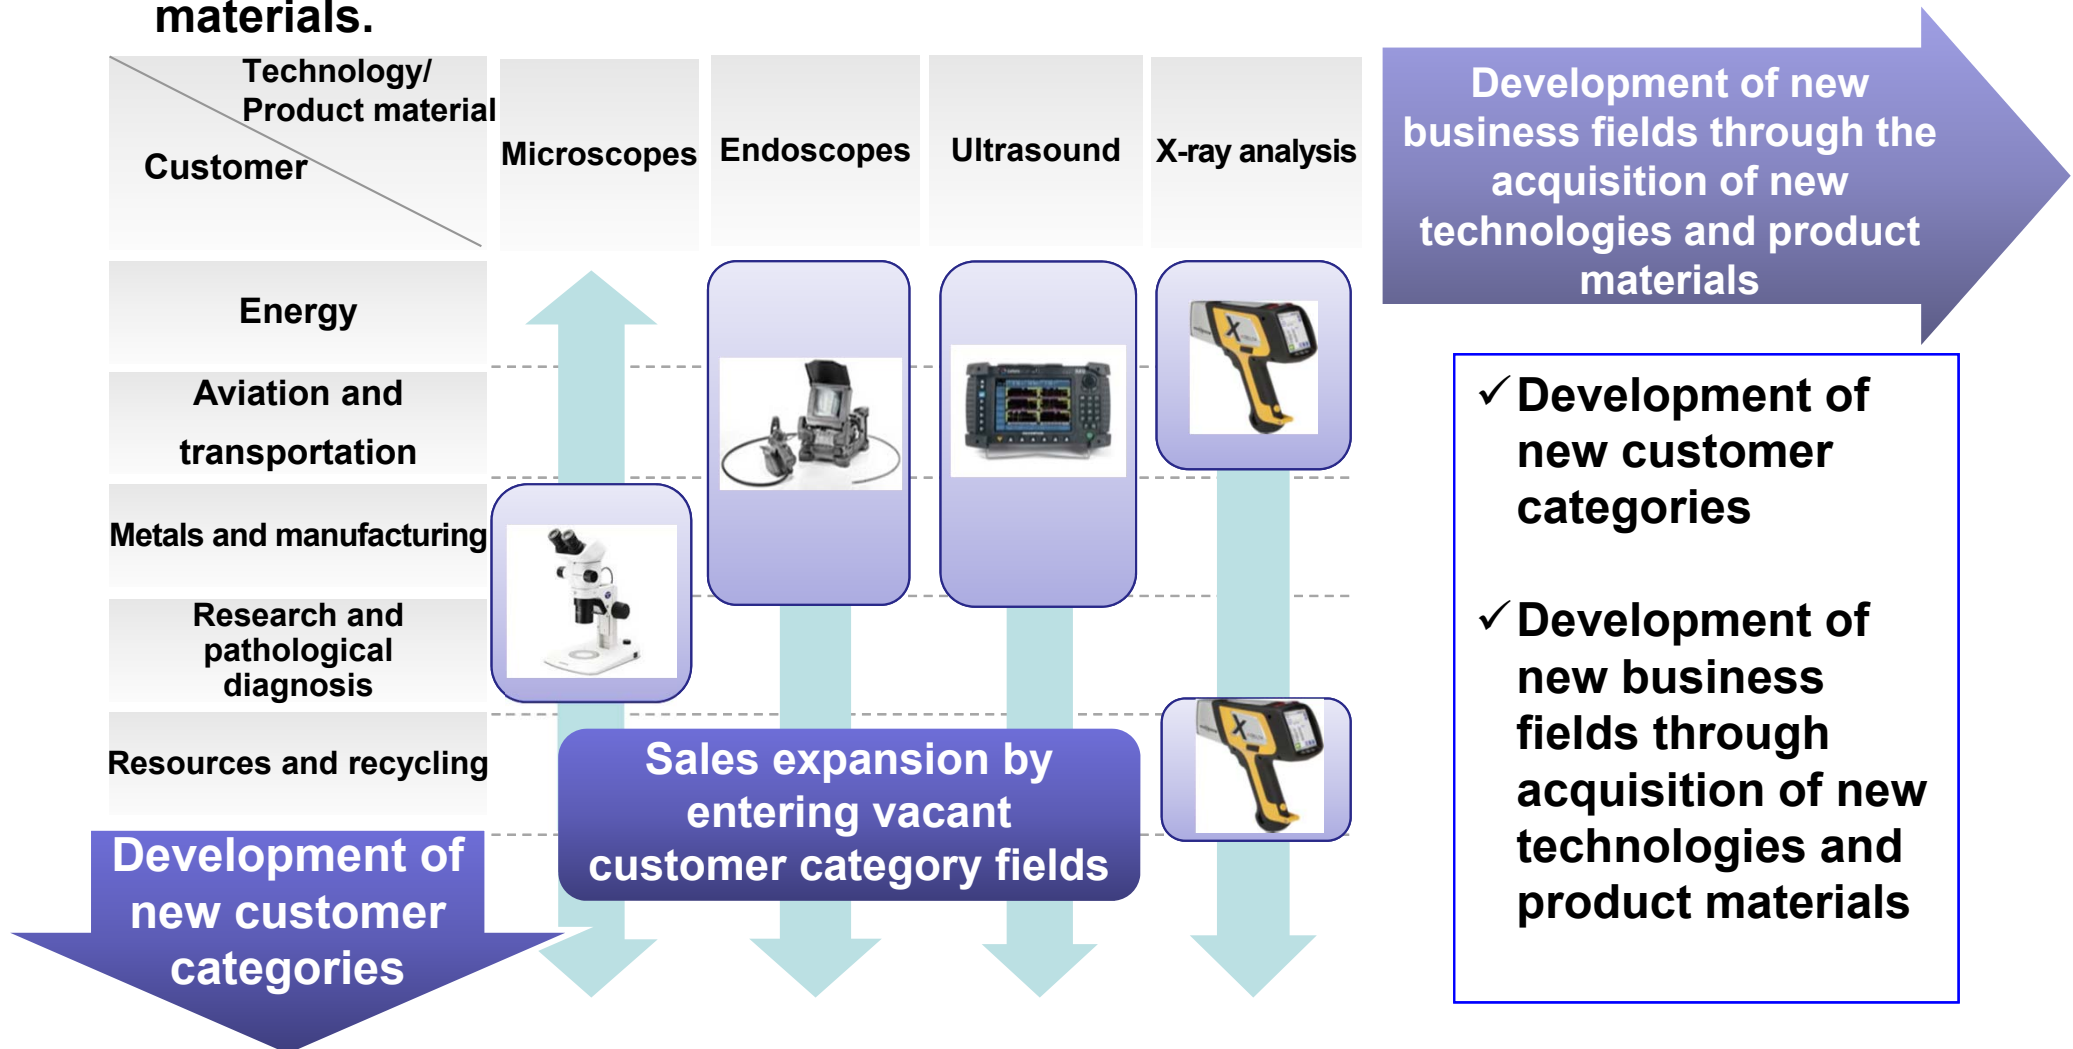 materials.
Technology/
Product material
Customer
Microscopes
Endoscopes
Ultrasound
X-ray analysis
Development of new
business fields through the
acquisition of new
technologies and product
materials
Energy
Aviation and
transportation
Metals and manufacturing
Research and
pathological
diagnosis
Resources and recycling
Sales expansion by
entering vacant
customer category fields
Development of
new customer
categories
✓ Development of
new customer
categories
✓ Development of
new business
fields through
acquisition of new
technologies and
product materials
X
X